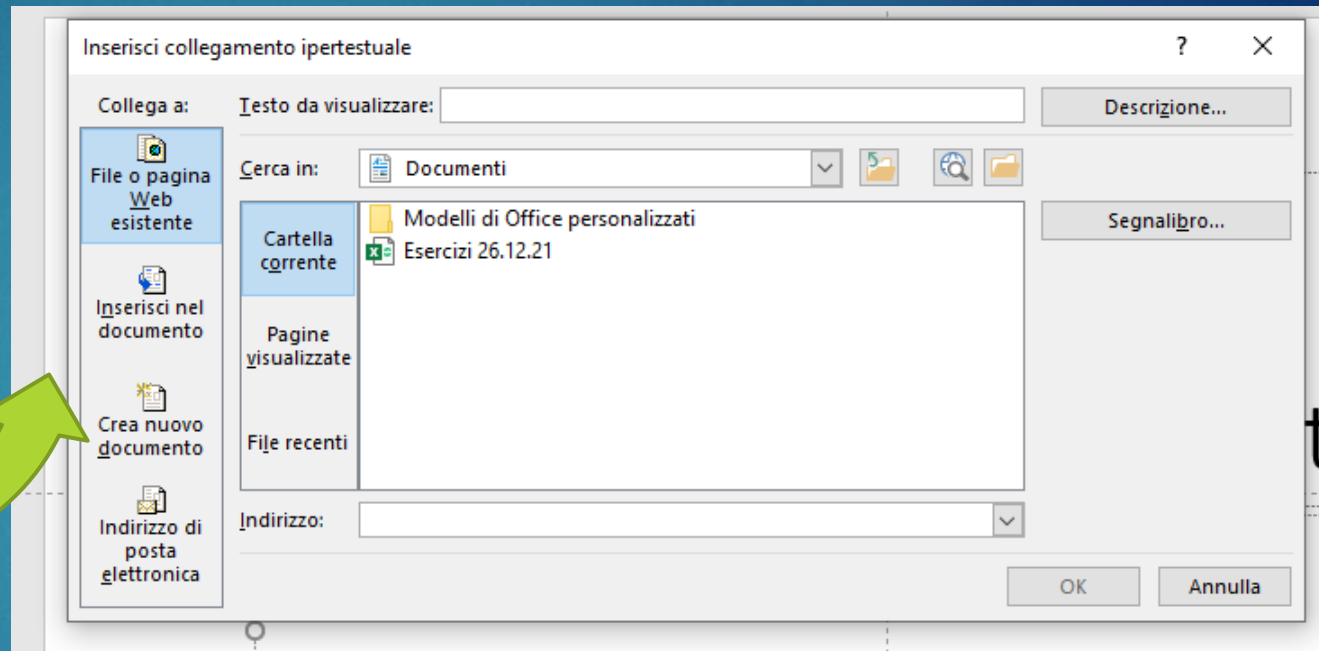 Inserisci collegamento ipertestuale
?
Collega a:
Testo da visualizzare:
Descrizione...
File o pagina
Web
esistente
Cerca in:
Documenti
Inserisci nel
documento
Cartella
corrente
Modelli di Office personalizzati
Esercizi 26.12.21
Segnalibro...
Pagine
visualizzate
Crea nuovo
documento
File recenti
Indirizzo di
posta
elettronica
Indirizzo:
OK
Annulla
t